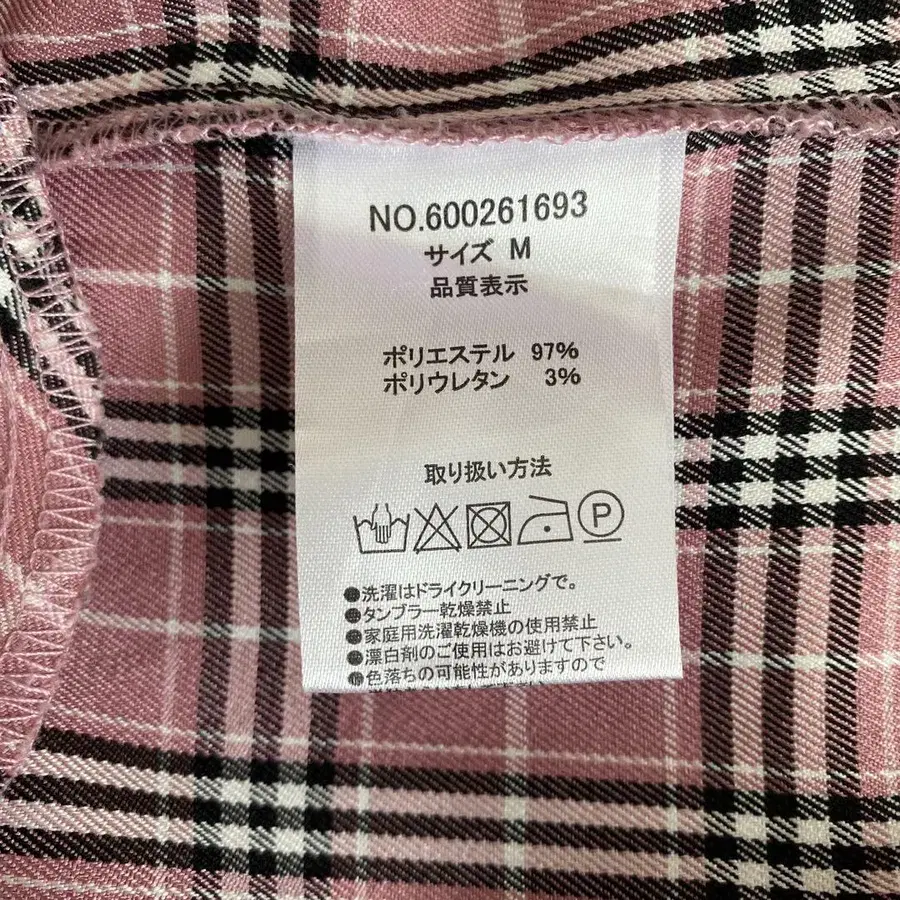 NO.600261693
サイズ M
品質表示
ポリエステル 97%
ポリウレタン 3%
取り扱い方法
P
●洗濯はドライクリーニングで。
●タンブラー乾燥禁止
●家庭用洗濯乾燥機の使用禁止
●漂白剤のご使用はお避けて下さい。
●色落ちの可能性がありますので